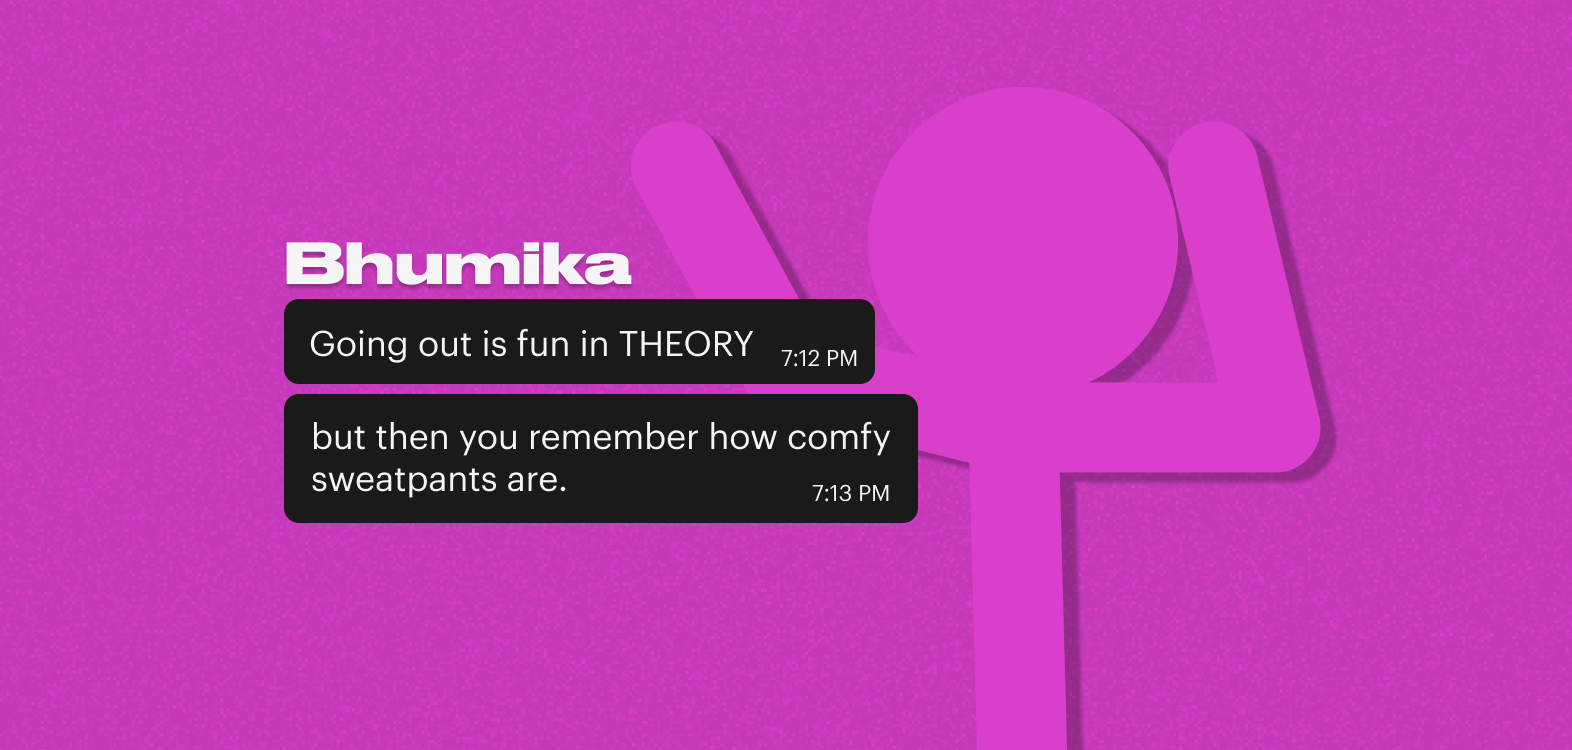 Bhumika
Going out is fun in THEORY
7:12 PM
but then you remember how comfy
sweatpants are.
7:13 PM